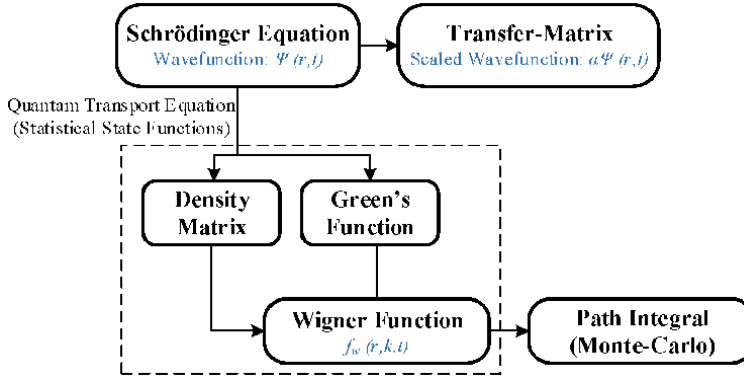 Schrödinger Equation
Wavefunction: Ψ (r,t)
Transfer-Matrix
Scaled Wavefunction: αΨ (r,t)
Quantam Transport Equation
(Statistical State Functions)
Density
Matrix
Green's
Function
Wigner Function
f_w (r,k,t)
Path Integral
(Monte-Carlo)